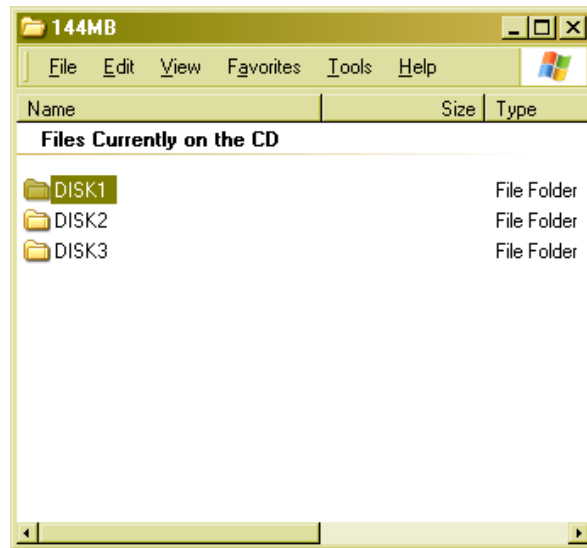 144MB
File Edit View Favorites Tools Help
Name Size Type
Files Currently on the CD
DISK1 File Folder
DISK2 File Folder
DISK3 File Folder